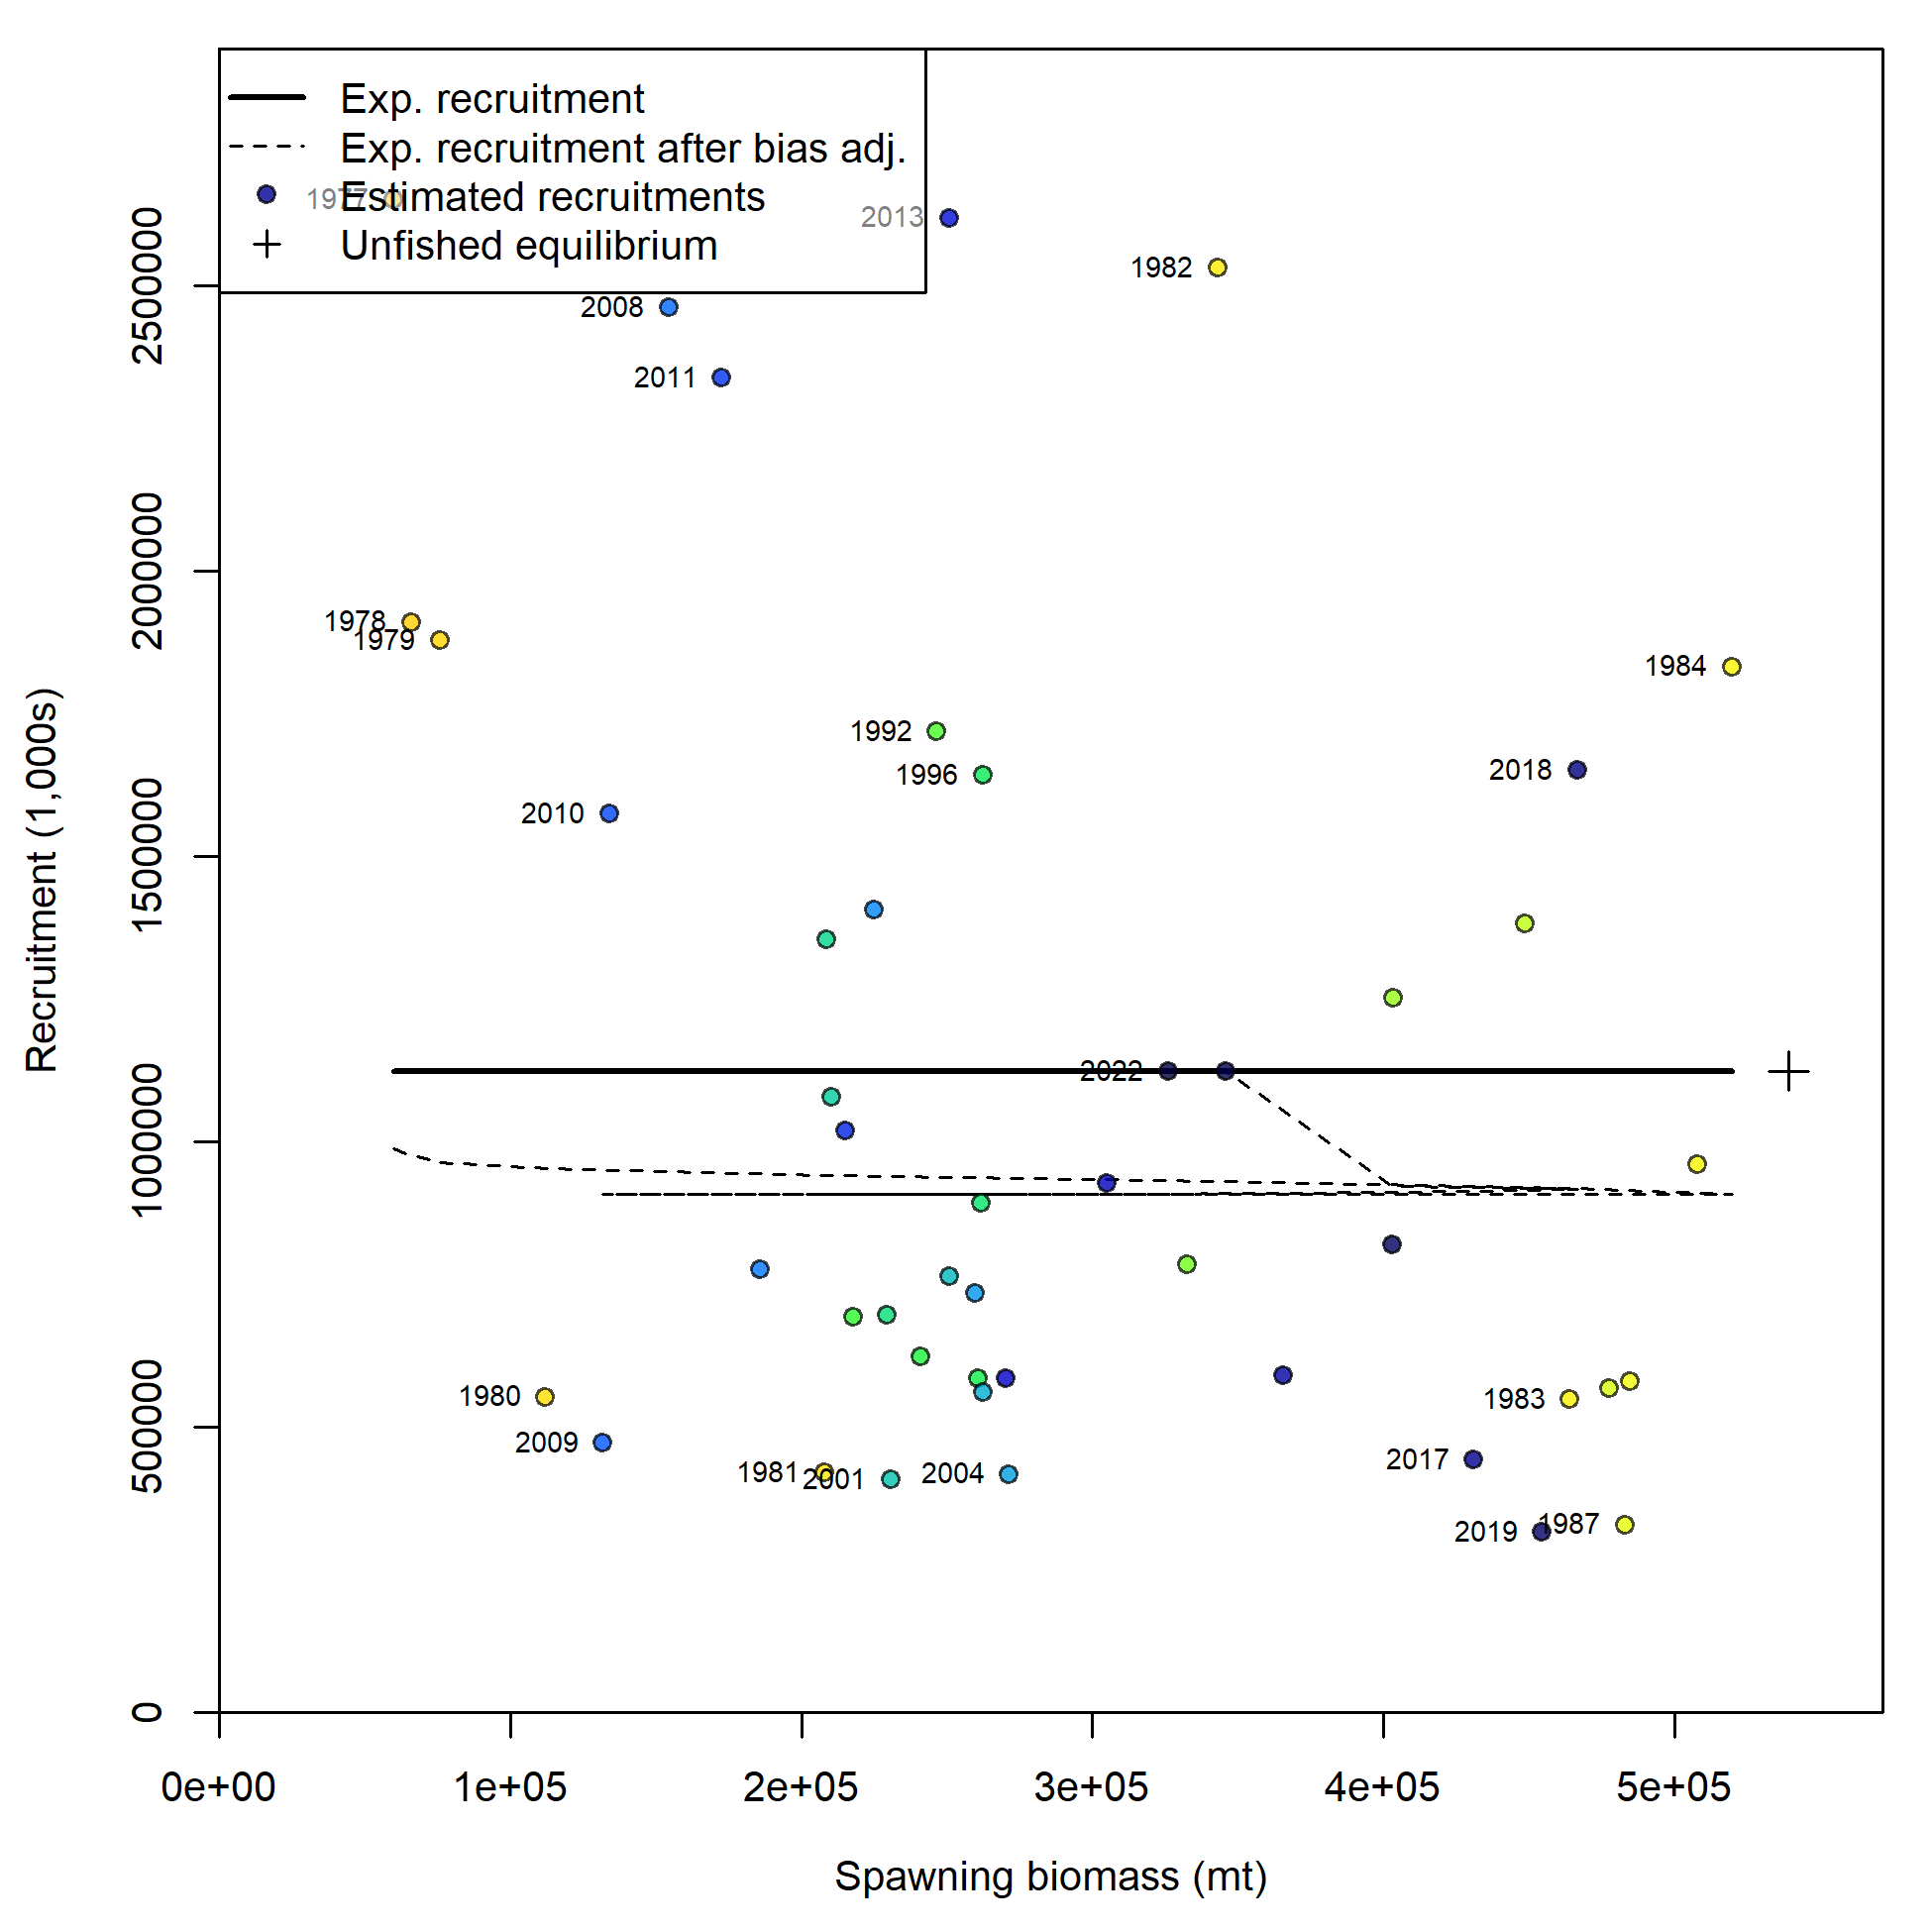 Exp. recruitment
Exp. recruitment after bias adj.
Estimated recruitments
Unfished equilibrium
1977
2013
1982
2008
2011
1978
1979
1984
1992
1996
2018
2010
2022
1980
2009
1981
2001
2004
1983
2017
2019
1987
Recruitment (1,000s)
2500000
2000000
1500000
1000000
500000
0
0e+00
1e+05
2e+05
3e+05
4e+05
5e+05
Spawning biomass (mt)